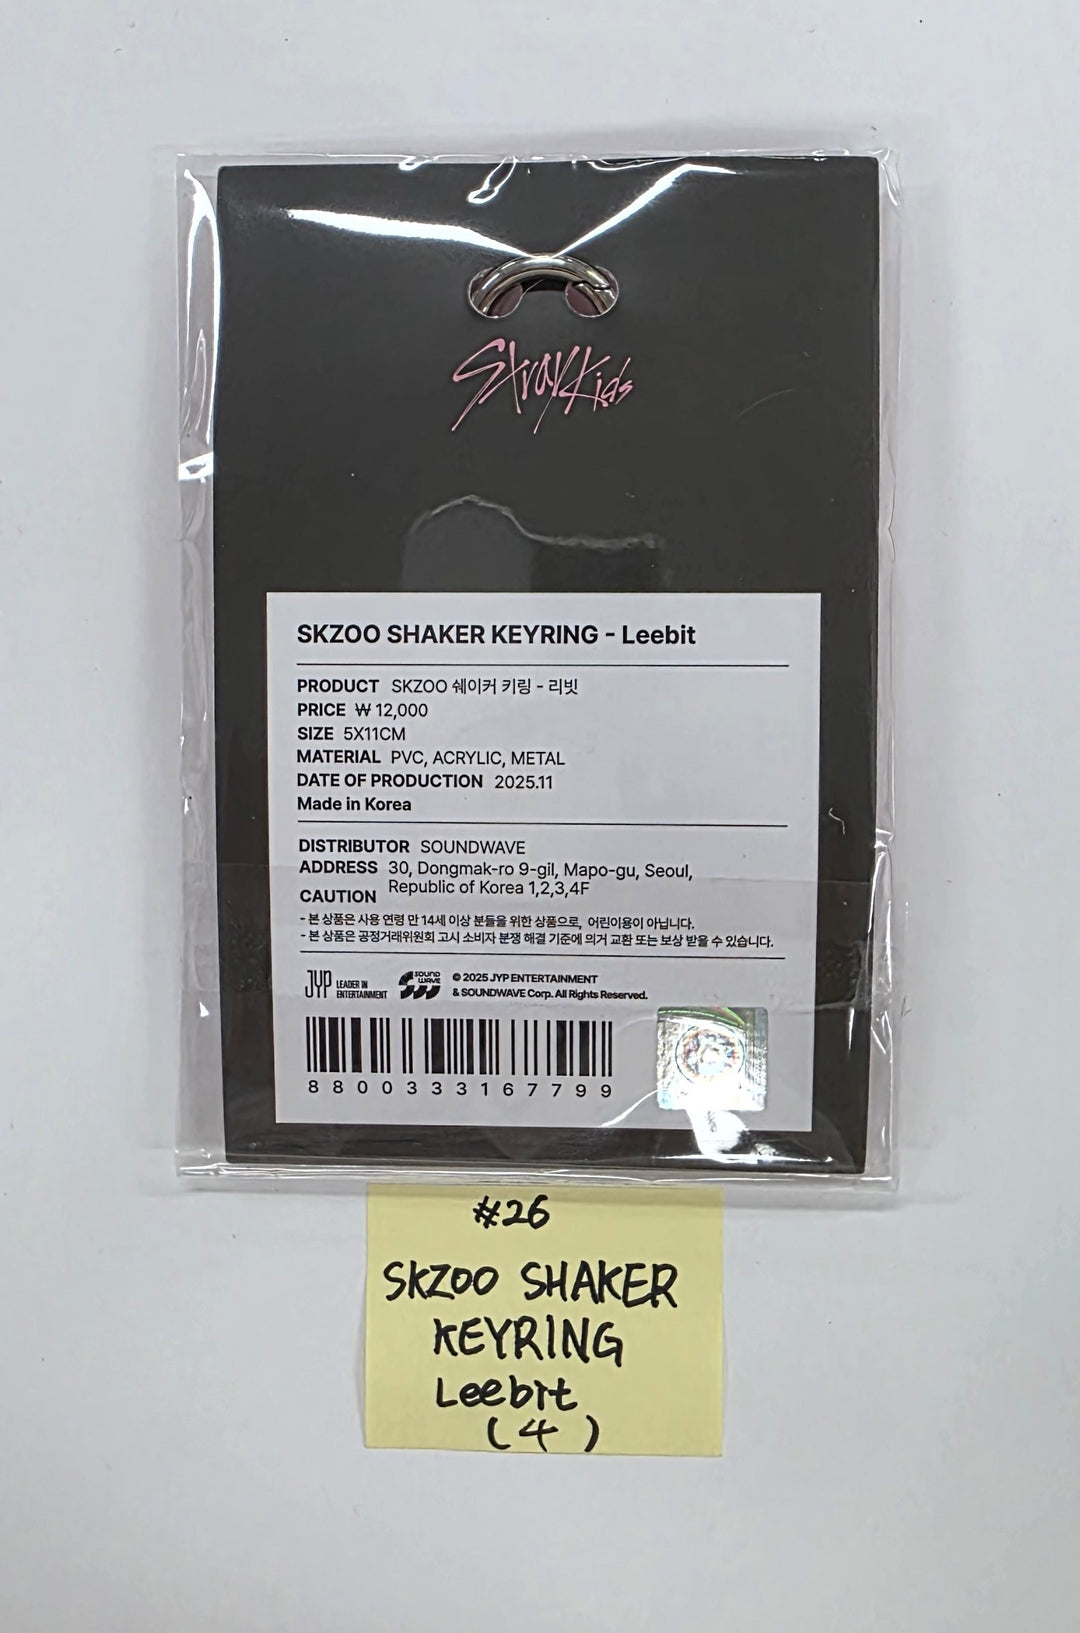 Stray Kids
SKZOO SHAKER KEYRING - Leebit
PRODUCT SKZOO 쉐이커 키링 - 리빗
PRICE ₩ 12,000
SIZE 5X11CM
MATERIAL PVC, ACRYLIC, METAL
DATE OF PRODUCTION 2025.11
Made in Korea
DISTRIBUTOR SOUNDWAVE
ADDRESS 30, Dongmak-ro 9-gil, Mapo-gu, Seoul,
Republic of Korea 1,2,3,4F
CAUTION
- 본 상품은 사용 연령 만 14세 이상 분들을 위한 상품으로, 어린이용이 아닙니다.
- 본 상품은 공정거래위원회 고시 소비자 분쟁 해결 기준에 의거 교환 또는 보상 받을 수 있습니다.
JYP LEADER IN
ENTERTAINMENT
SOUND
WAVE
© 2025 JYP ENTERTAINMENT
& SOUNDWAVE Corp. All Rights Reserved.
8800333167799
#26
SKZOO SHAKER
KEYRING
Leebit
(4)